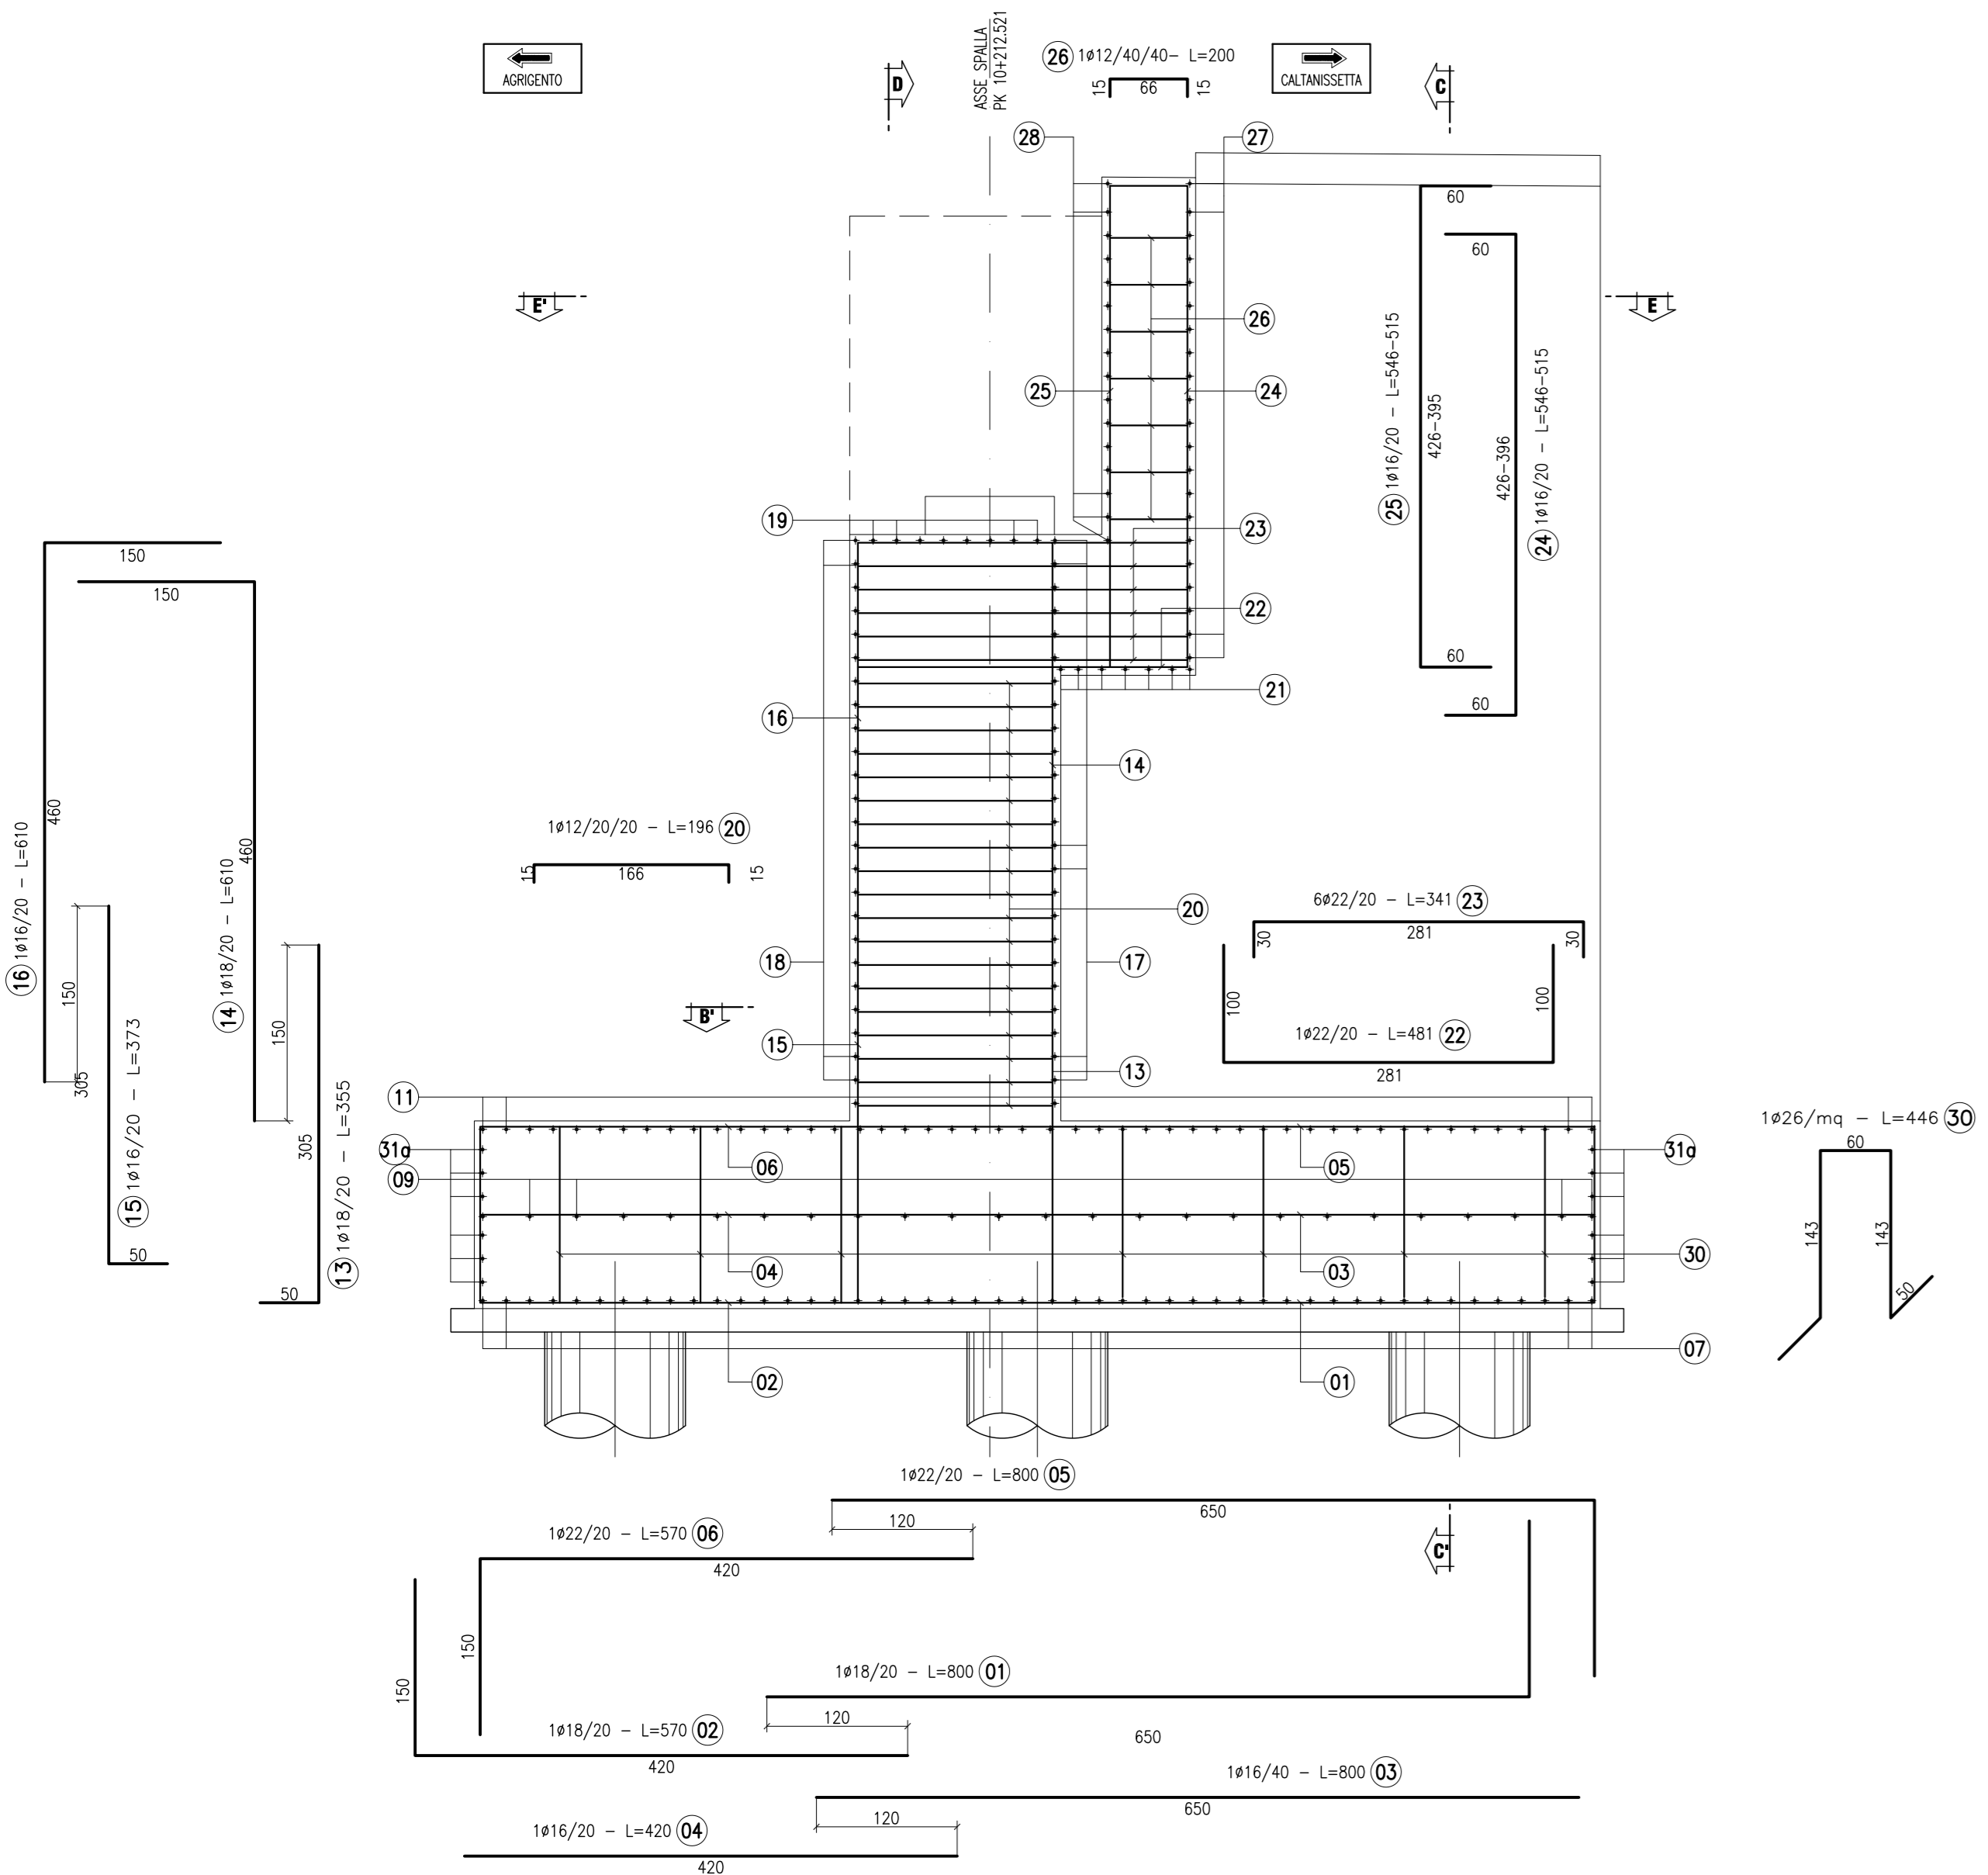 AGRIGENTO
D
ASSE SPALLA
PK 10+212.521
26 1ø12/40/40- L=200
15 66 15
CALTANISSETTA
C
28
27
60
60
E'
E
26
25
24
25 1ø16/20 - L=546-515
426-395
426-396
24 1ø16/20 - L=546-515
19
23
150
150
22
60
21
60
16
14
460
460
1ø12/20/20 - L=196 20
15 166 15
16 1ø16/20 - L=610
14 1ø18/20 - L=610
6ø22/20 - L=341 23
30 281 30
20
18
17
150
150
100 100
1ø22/20 - L=481 22
281
B'
15
13
305
305
15 1ø16/20 - L=373
13 1ø18/20 - L=355
50
50
11
1ø26/mq - L=446 30
60
143 143
50
31a
31a
06
05
09
04
03
30
07
02
01
1ø22/20 - L=800 05
650
120
1ø22/20 - L=570 06
420
C'
150
150
1ø18/20 - L=800 01
120
650
1ø18/20 - L=570 02
420
1ø16/40 - L=800 03
650
120
1ø16/20 - L=420 04
420